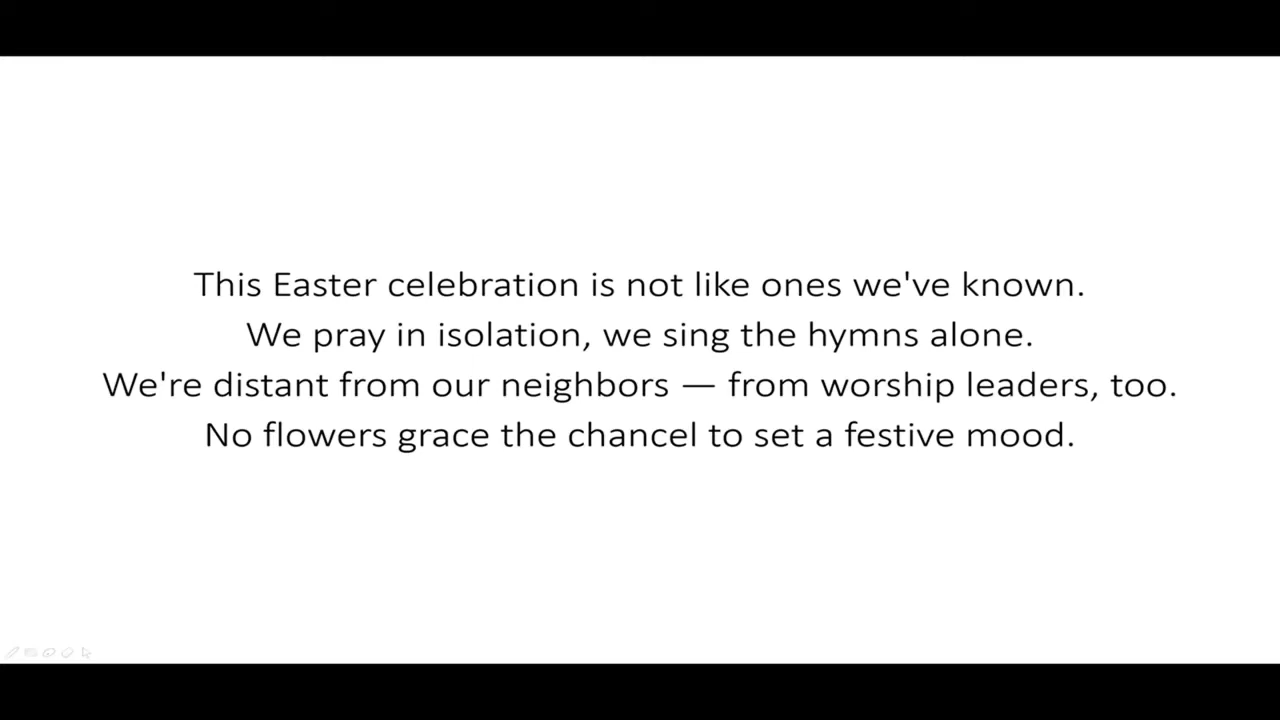 This Easter celebration is not like ones we've known.
We pray in isolation, we sing the hymns alone.
We're distant from our neighbors — from worship leaders, too.
No flowers grace the chancel to set a festive mood.